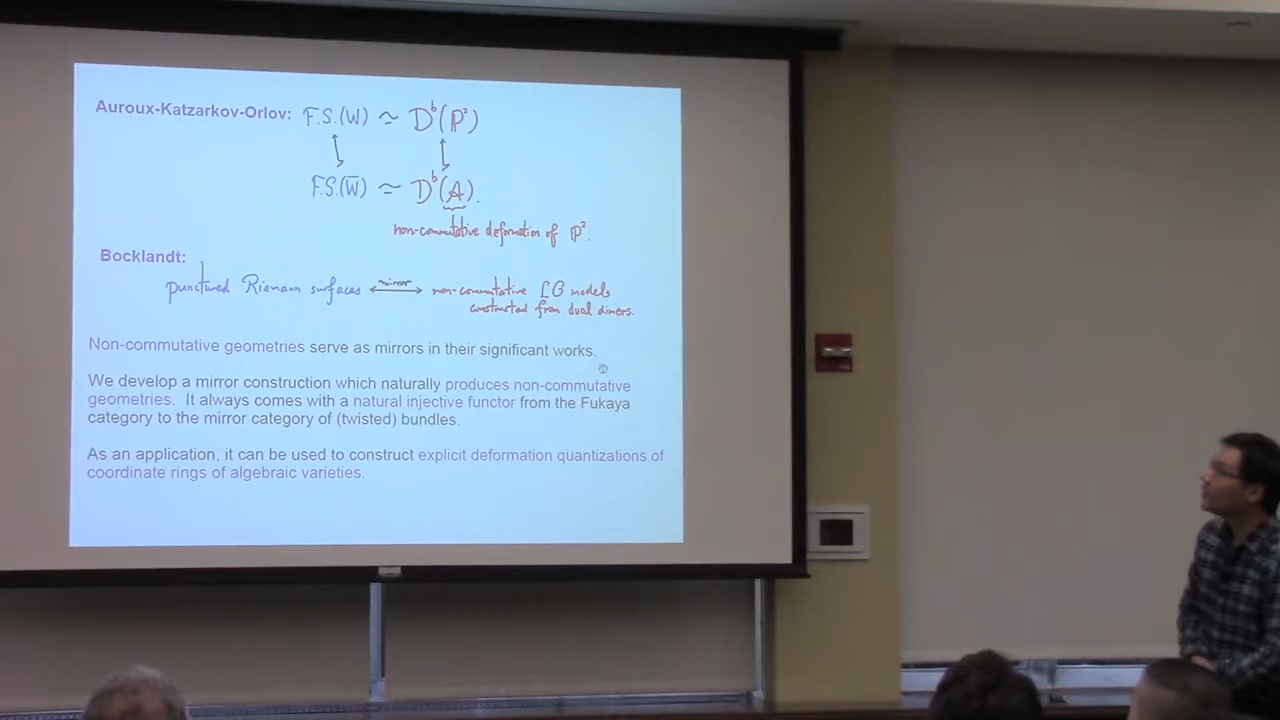 Auroux-Katzarkov-Orlov: F.S.(W) ≃ Dᵇ(ℙ²)
F.S.(W̄) ≃ Dᵇ(A).
non-commutative deformation of ℙ².
Bocklandt:
punctured Riemann surfaces ⟷ mirror non-commutative LG models
constructed from dual dimers.
Non-commutative geometries serve as mirrors in their significant works.
We develop a mirror construction which naturally produces non-commutative
geometries. It always comes with a natural injective functor from the Fukaya
category to the mirror category of (twisted) bundles.
As an application, it can be used to construct explicit deformation quantizations of
coordinate rings of algebraic varieties.